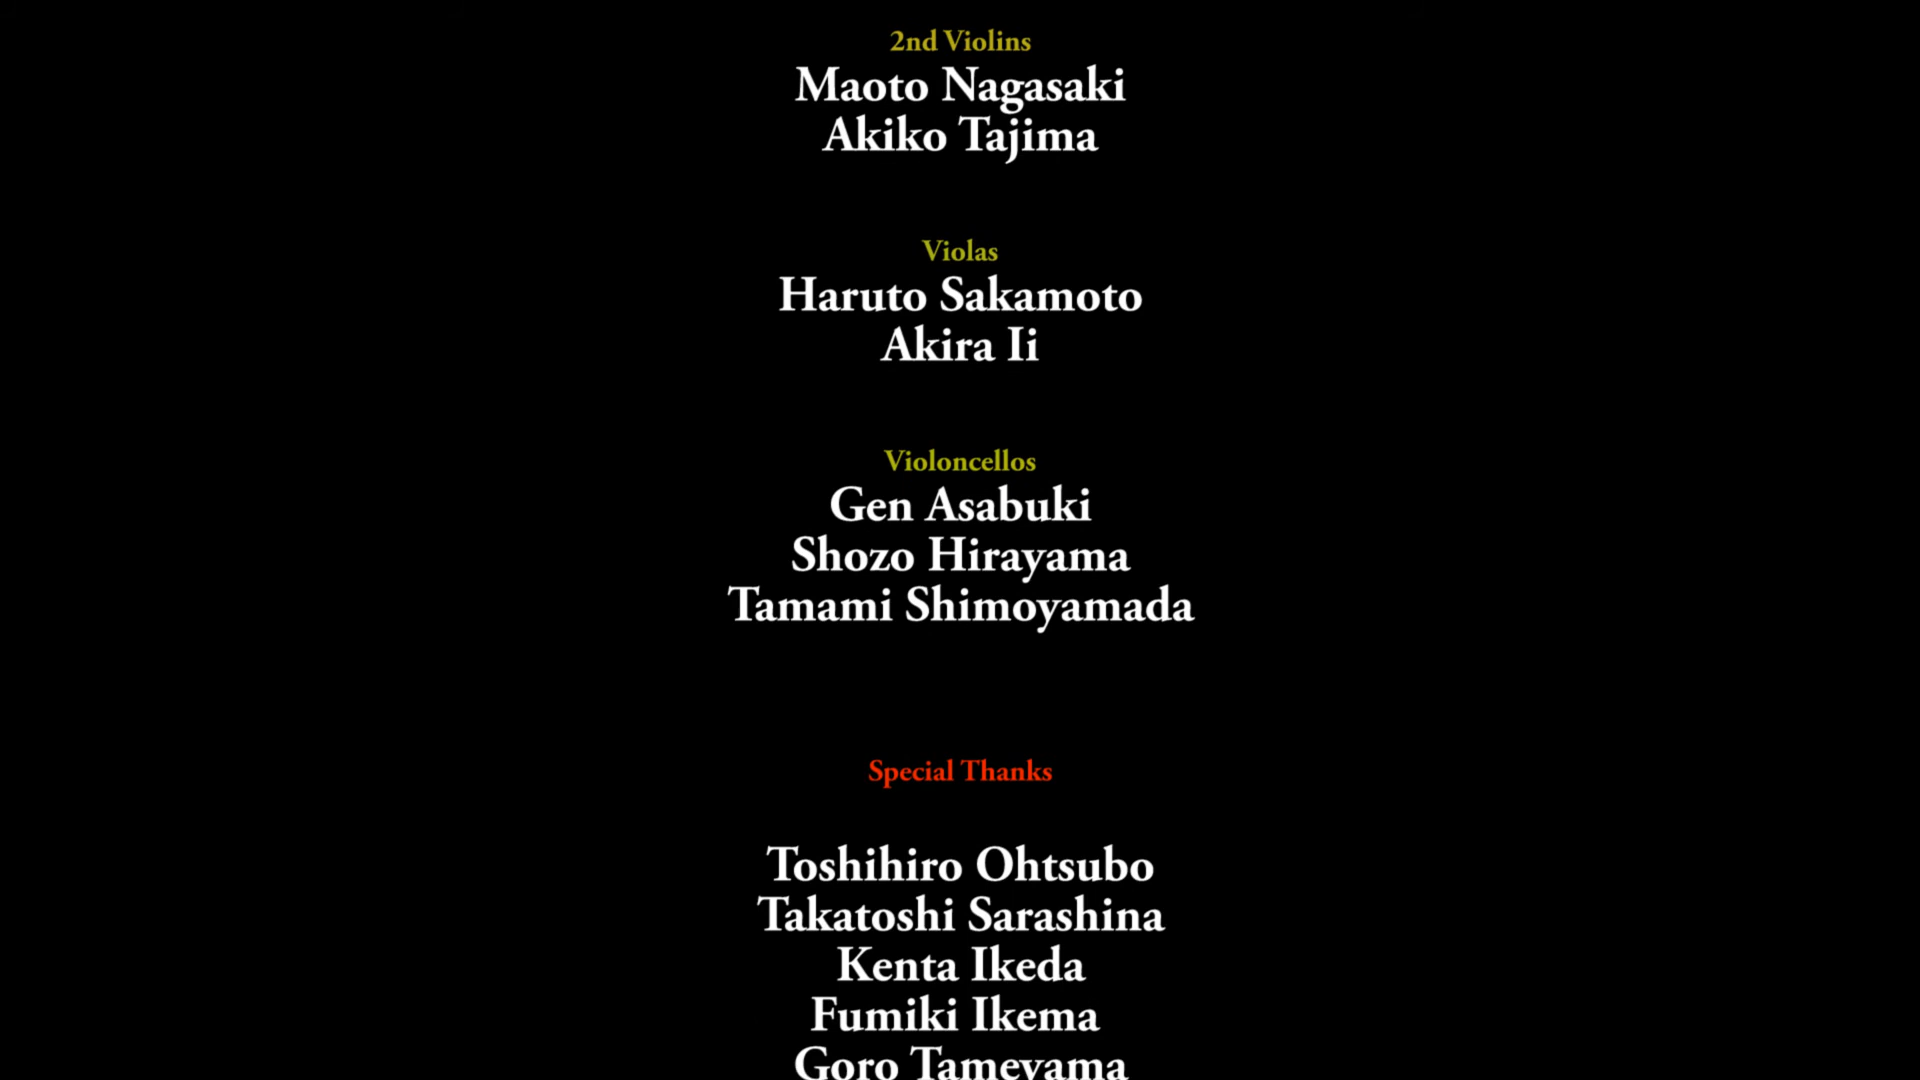 2nd Violins
Maoto Nagasaki
Akiko Tajima
Violas
Haruto Sakamoto
Akira Ii
Violoncellos
Gen Asabuki
Shozo Hirayama
Tamami Shimoyamada
Special Thanks
Toshihiro Ohtsubo
Takatoshi Sarashina
Kenta Ikeda
Fumiki Ikema
Goro Tameyama